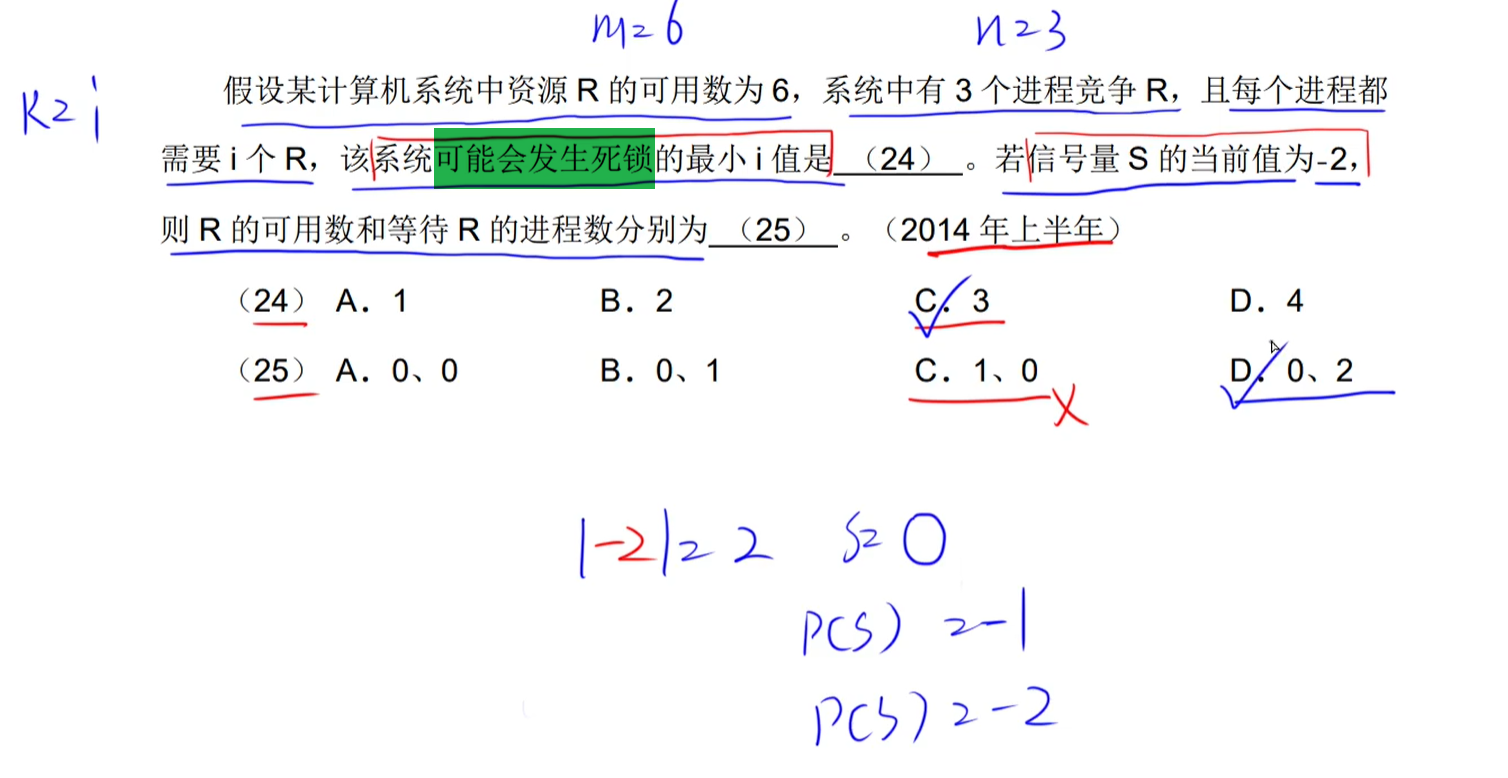 m=6 n=3
k=i
假设某计算机系统中资源 R 的可用数为 6，系统中有 3 个进程竞争 R，且每个进程都
需要 i 个 R，该系统可能会发生死锁的最小 i 值是（24）。若信号量 S 的当前值为-2，
则 R 的可用数和等待 R 的进程数分别为（25）。（2014 年上半年）
（24）A．1 B．2 C．3 D．4
（25）A．0、0 B．0、1 C．1、0 D．0、2
X
|-2|=2 S=0
P(S) =-1
P(S)=-2